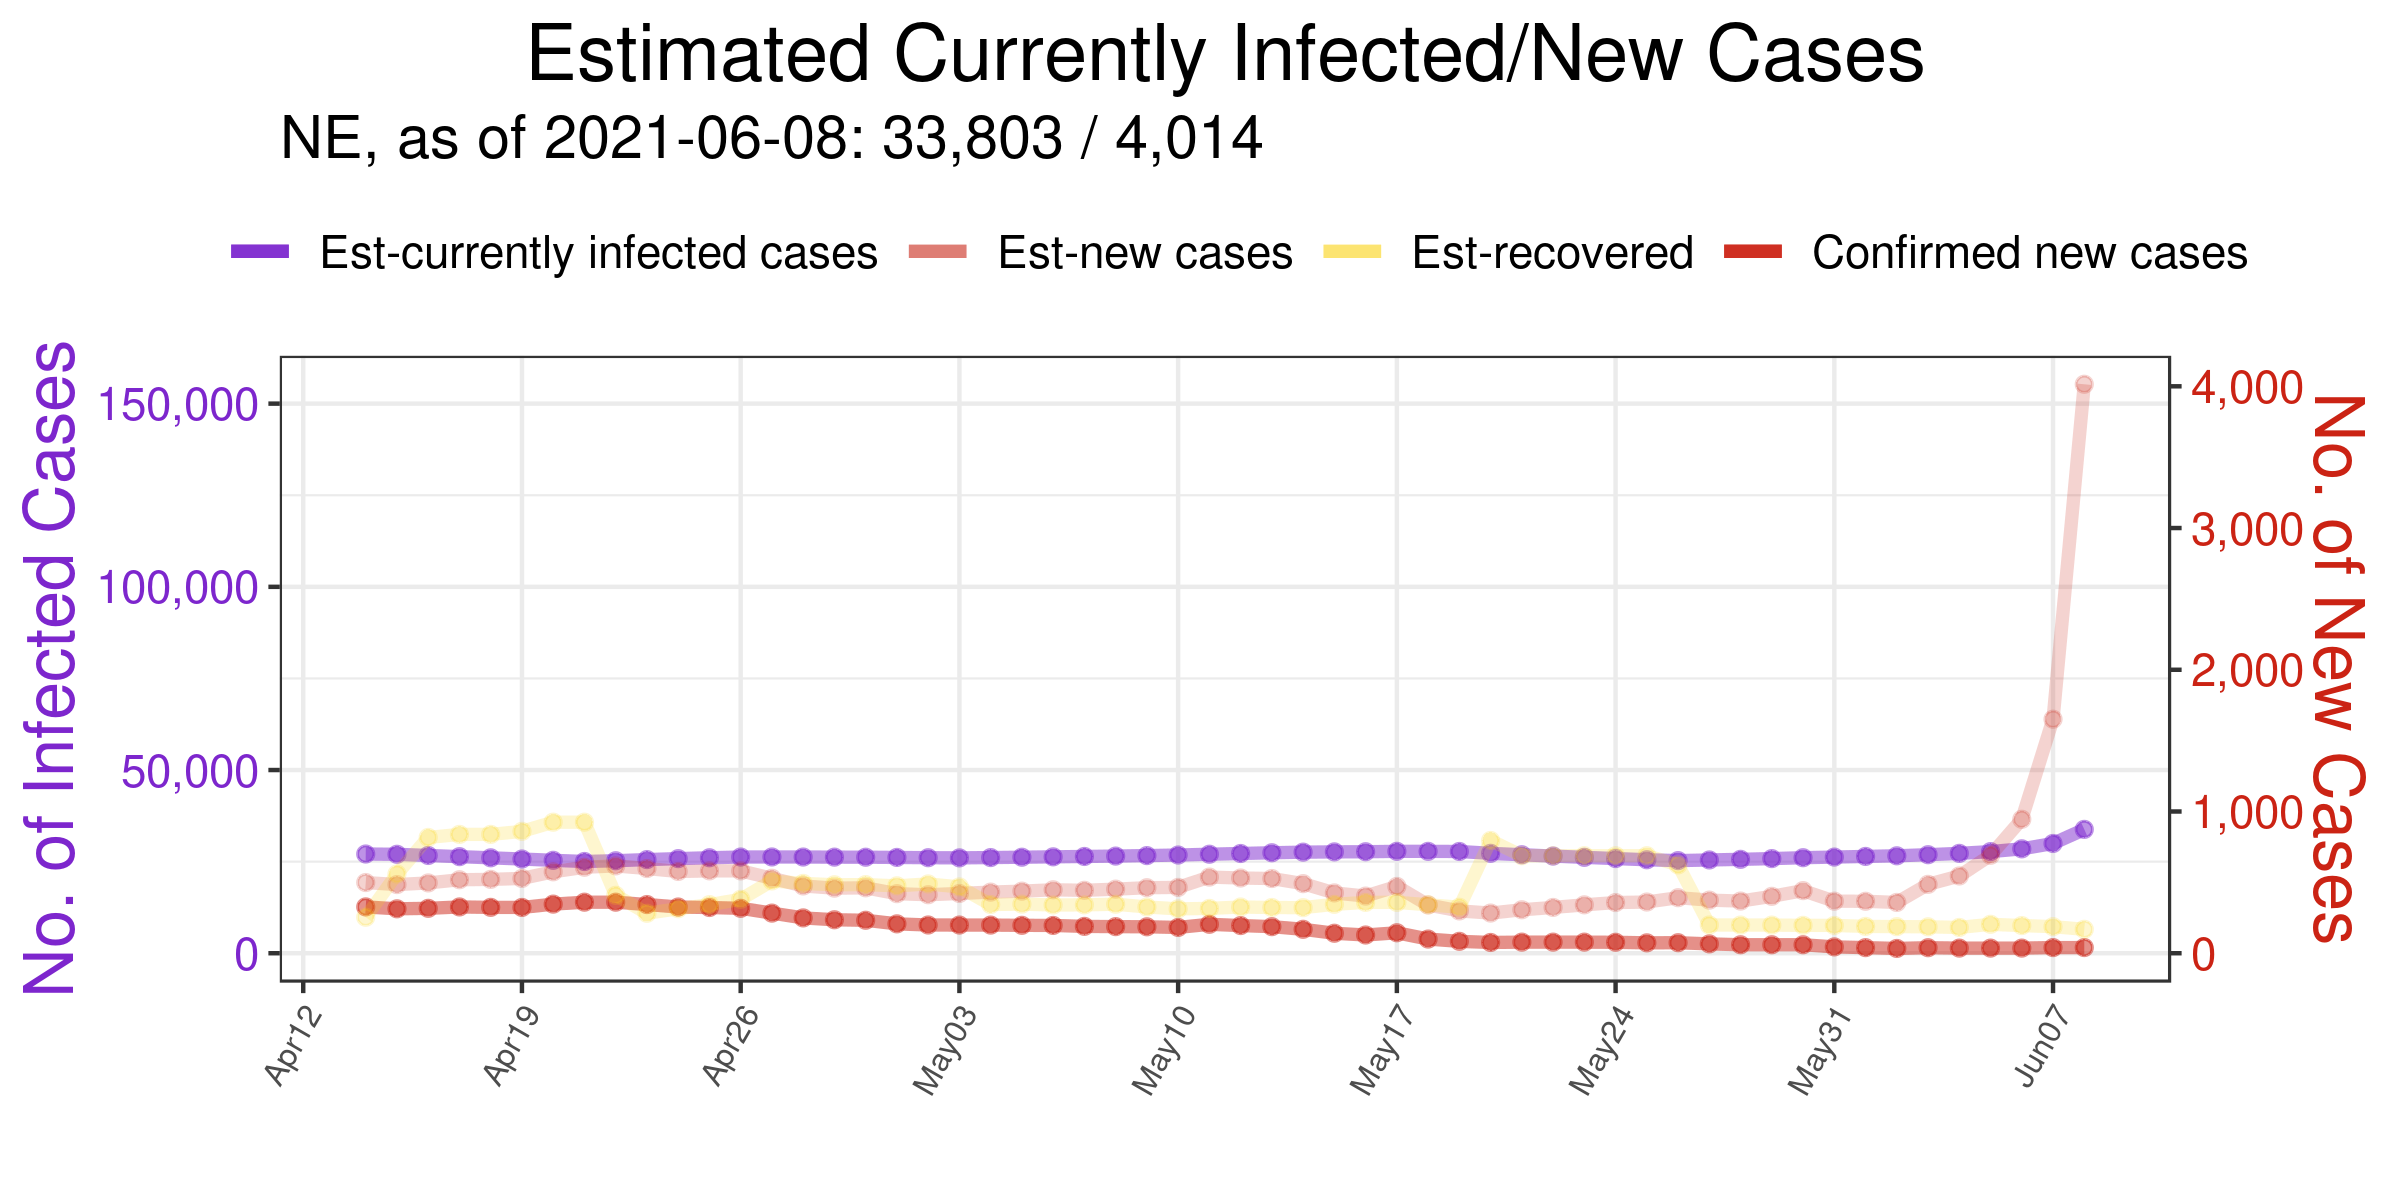 Estimated Currently Infected/New Cases
NE, as of 2021-06-08: 33,803 / 4,014
Est-currently infected cases Est-new cases Est-recovered Confirmed new cases
No. of Infected Cases
150,000
100,000
50,000
0
4,000
3,000
2,000
1,000
0
No. of New Cases
Apr12 Apr19 Apr26 May03 May10 May17 May24 May31 Jun07